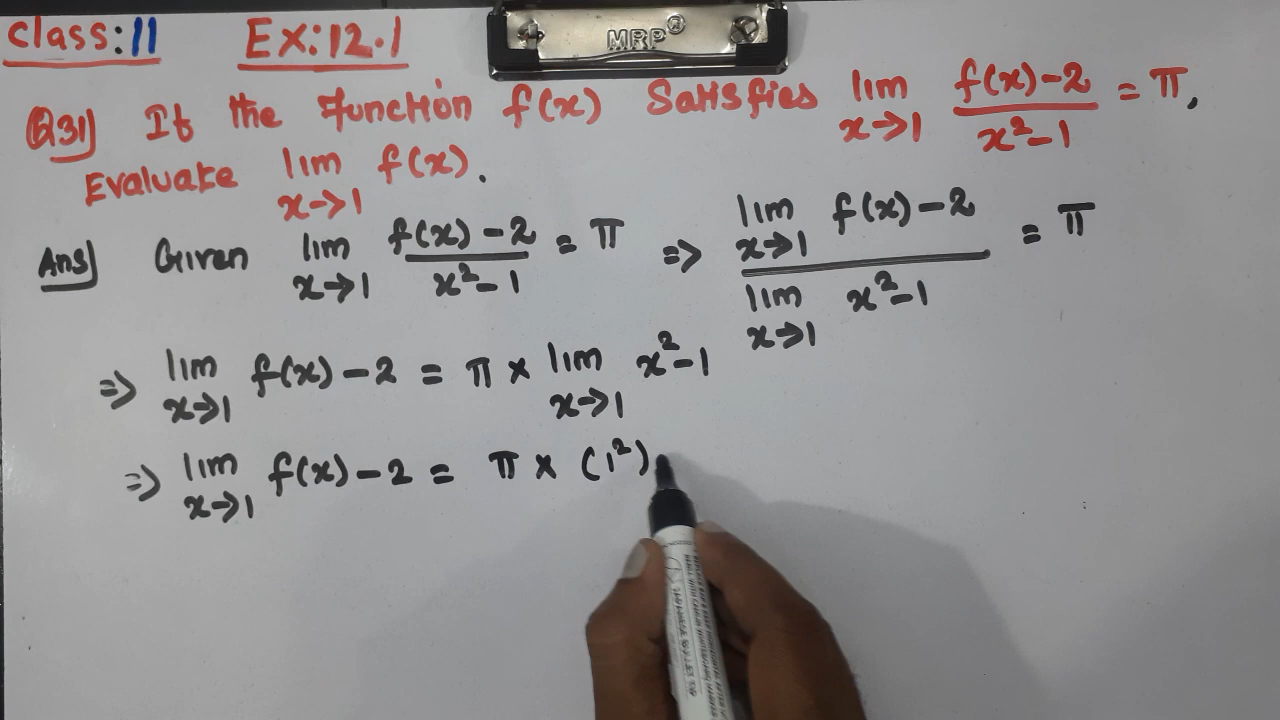 Class:11 Ex:12.1
MRP®
Q31) If the Function f(x) Satisfies lim x→1 f(x)-2 / x²-1 = π,
Evaluate lim x→1 f(x).
Ans) Given lim x→1 f(x)-2 / x²-1 = π => lim x→1 f(x)-2 / lim x→1 x²-1 = π
=> lim x→1 f(x)-2 = π × lim x→1 x²-1
=> lim x→1 f(x)-2 = π × (1²)